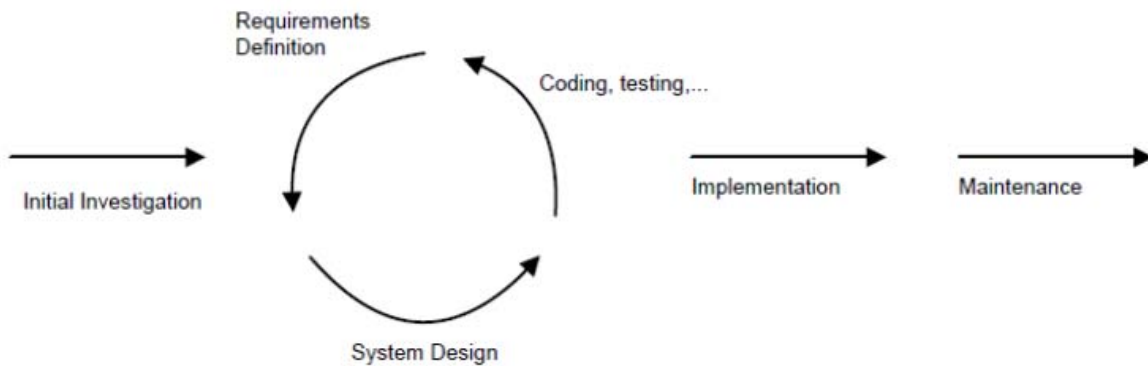 Requirements
Definition
Coding, testing,...
Initial Investigation
Implementation
Maintenance
System Design